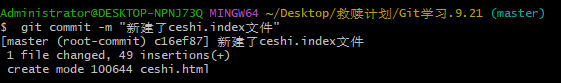 Administrator@DESKTOP-NPNJ73Q MINGW64 ~/Desktop/救赎计划/Git学习.9.21 (master)
$ git commit -m "新建了ceshi.index文件"
[master (root-commit) c16ef87] 新建了ceshi.index文件
 1 file changed, 49 insertions(+)
 create mode 100644 ceshi.html